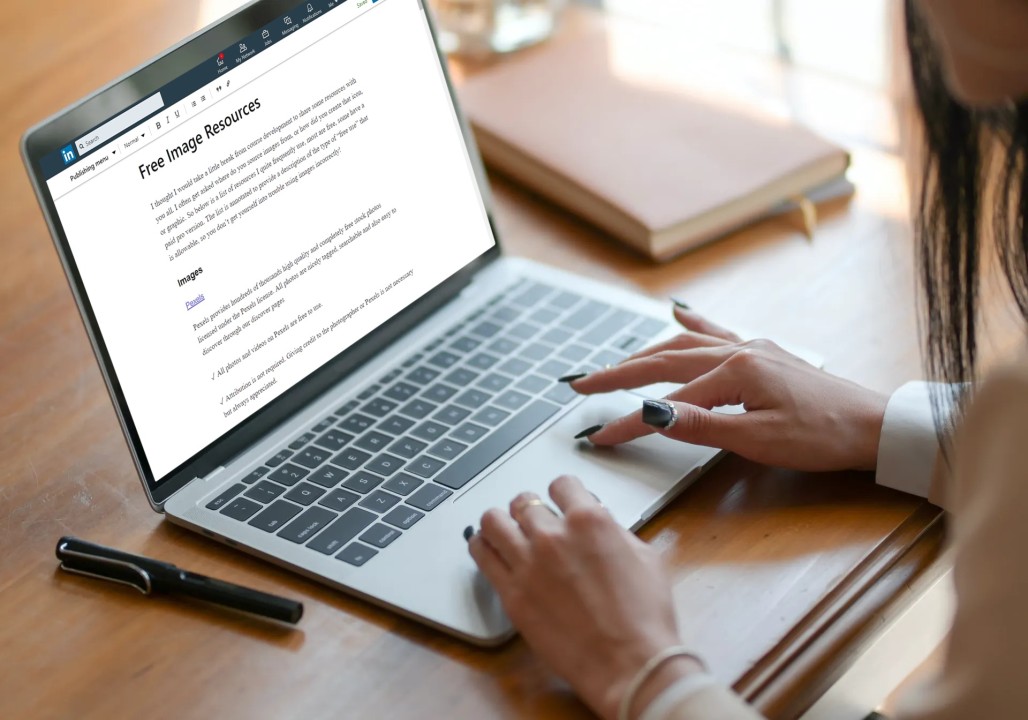 in
Search
Home
My Network
Jobs
Messaging
Notifications
Me
Publishing menu
Normal
B I U
Saved
Free Image Resources
I thought I would take a little break from course development to share some resources with
you all. I often get asked where do you source images from, or how did you create that icon,
or graphic. So below is a list of resources I quite frequently use, most are free, some have a
paid pro version. The list is annotated to provide a description of the type of "free use" that
is allowable, so you don't get yourself into trouble using images incorrectly!
Images
Pexels
Pexels provides hundreds of thousands high quality and completely free stock photos
licensed under the Pexels license. All photos are nicely tagged, searchable and also easy to
discover through our discover pages
√ All photos and videos on Pexels are free to use.
√ Attribution is not required. Giving credit to the photographer or Pexels is not necessary
but always appreciated.